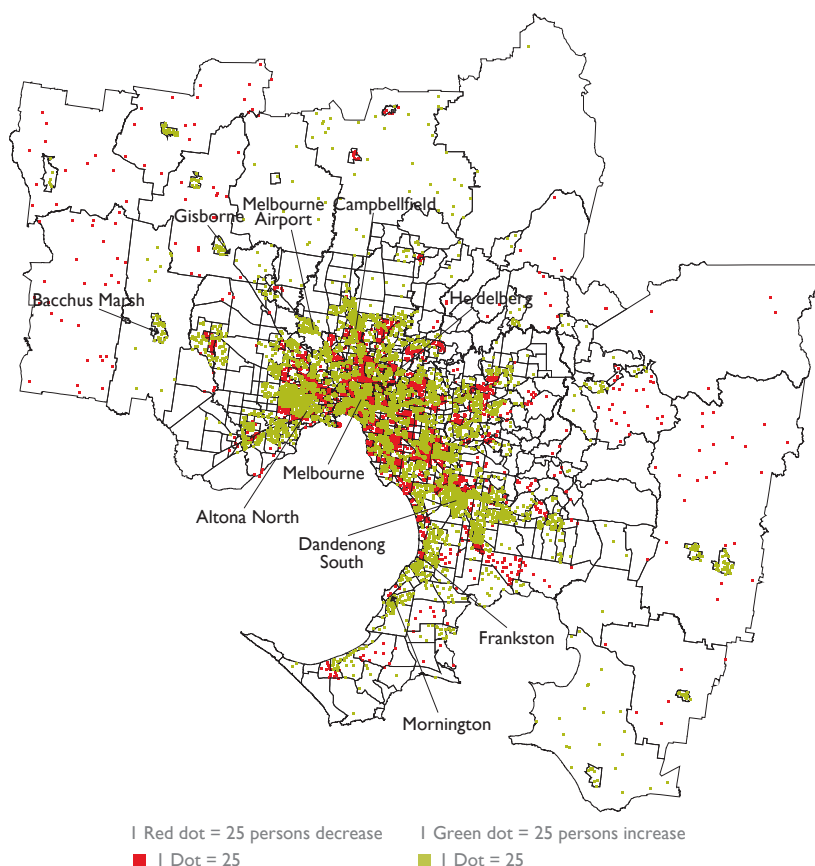 Melbourne
Airport
Campbellfield
Gisborne
Bacchus Marsh
Heidelberg
Melbourne
Altona North
Dandenong
South
Frankston
Mornington
1 Red dot = 25 persons decrease
1 Green dot = 25 persons increase
1 Dot = 25
1 Dot = 25